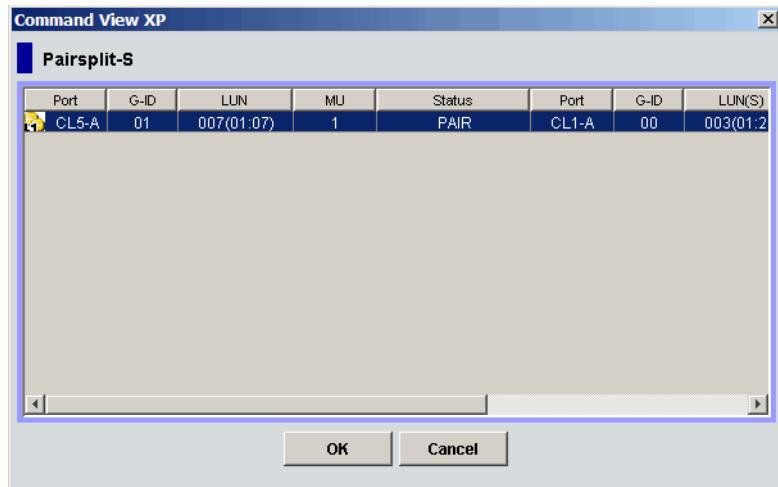 Command View XP
Pairsplit-S
Port G-ID LUN MU Status Port G-ID LUN(S)
L1 CL5-A 01 007(01:07) 1 PAIR CL1-A 00 003(01:2
OK Cancel